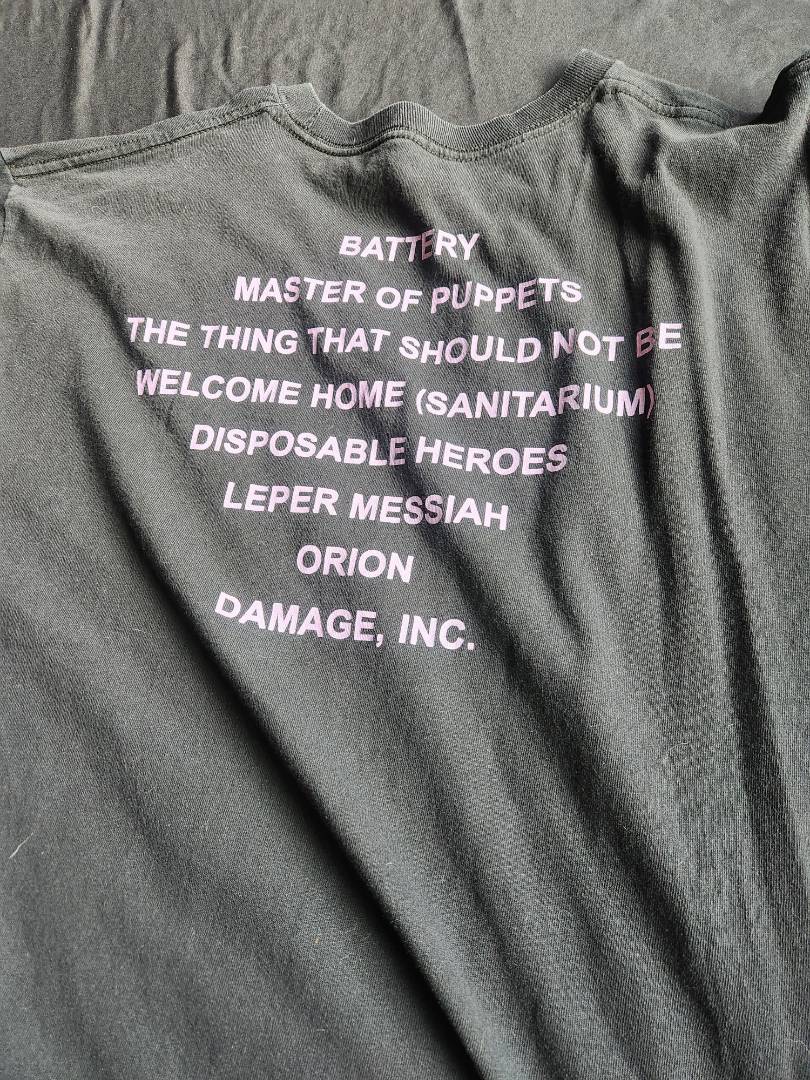 BATTERY
MASTER OF PUPPETS
THE THING THAT SHOULD NOT BE
WELCOME HOME (SANITARIUM)
DISPOSABLE HEROES
LEPER MESSIAH
ORION
DAMAGE, INC.